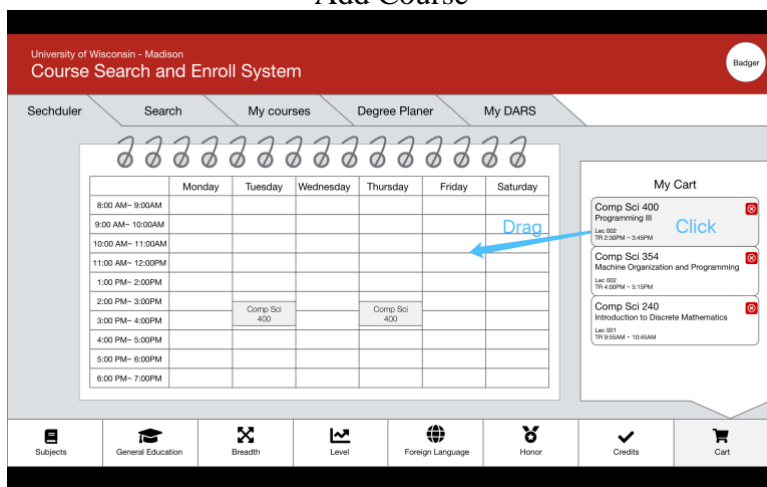 Add Course
University of Wisconsin - Madison
Course Search and Enroll System
Badger
Sechduler
Search
My courses
Degree Planer
My DARS
Monday
Tuesday
Wednesday
Thursday
Friday
Saturday
8:00 AM~ 9:00AM
9:00 AM~ 10:00AM
10:00 AM~ 11:00AM
11:00 AM~ 12:00PM
1:00 PM~ 2:00PM
2:00 PM~ 3:00PM
3:00 PM~ 4:00PM
4:00 PM~ 5:00PM
5:00 PM~ 6:00PM
6:00 PM~ 7:00PM
Comp Sci
400
Comp Sci
400
Drag
My Cart
Comp Sci 400
Programming III
Lec 002
TR 2:30PM ~ 3:45PM
Click
Comp Sci 354
Machine Organization and Programming
Lec 002
TR 4:00PM ~ 5:15PM
Comp Sci 240
Introduction to Discrete Mathematics
Lec 001
TR 9:55AM ~ 10:45AM
Subjects
General Education
Breadth
Level
Foreign Language
Honor
Credits
Cart